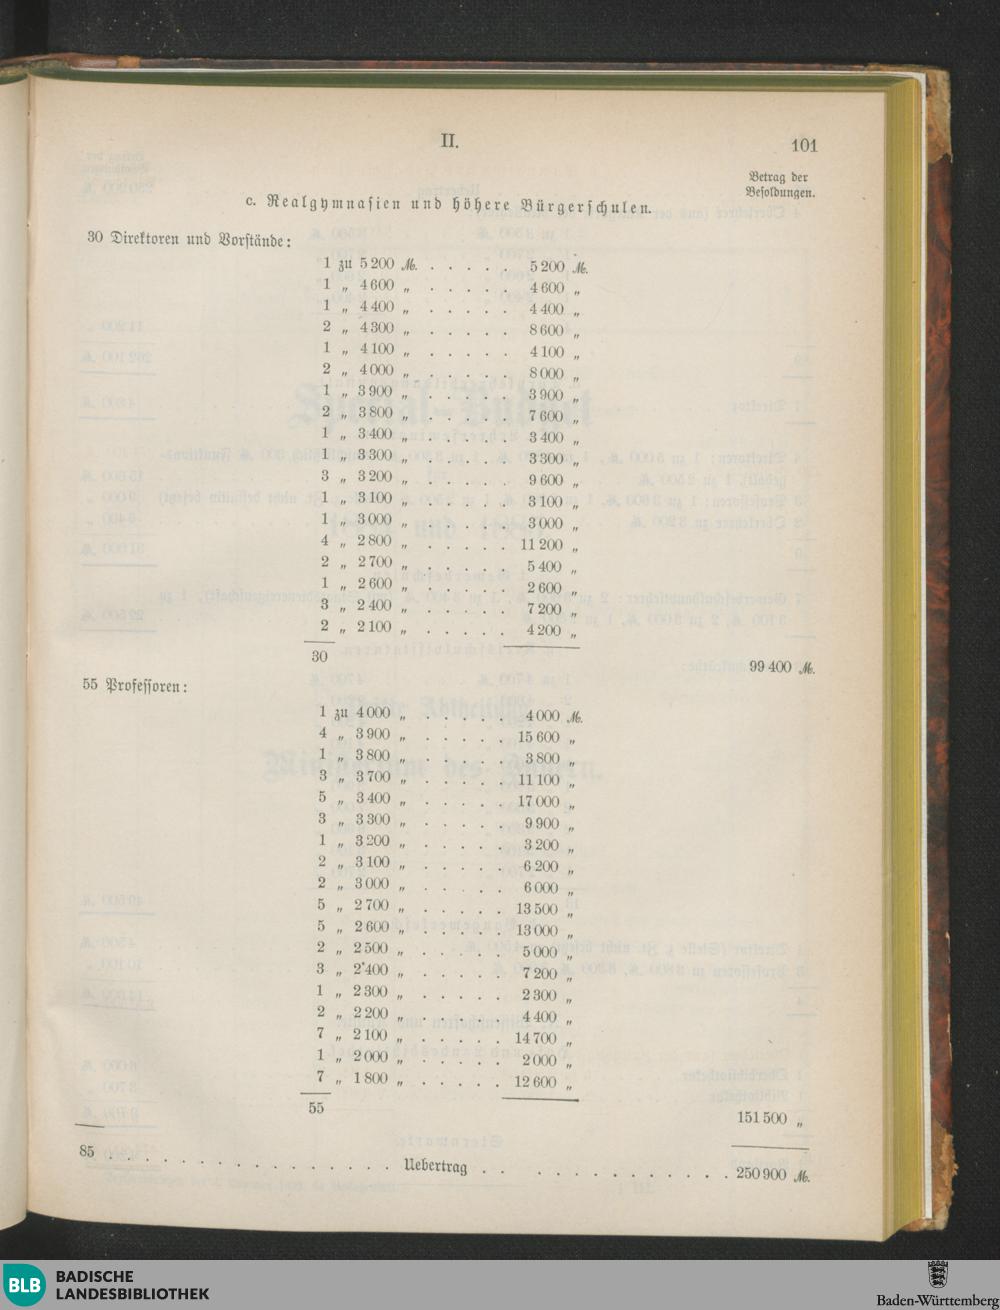 II.
101
Betrag der
Besoldungen.
c. Realgymnasien und höhere Bürgerschulen.
30 Direktoren und Vorstände:
1 zu 5 200 ℳ. . . . . . 5 200 ℳ.
1 „ 4 600 „ . . . . . 4 600 „
1 „ 4 400 „ . . . . . 4 400 „
2 „ 4 300 „ . . . . . 8 600 „
1 „ 4 100 „ . . . . . 4 100 „
2 „ 4 000 „ . . . . . 8 000 „
1 „ 3 900 „ . . . . . 3 900 „
2 „ 3 800 „ . . . . . 7 600 „
1 „ 3 400 „ . . . . . 3 400 „
1 „ 3 300 „ . . . . . 3 300 „
3 „ 3 200 „ . . . . . 9 600 „
1 „ 3 100 „ . . . . . 3 100 „
1 „ 3 000 „ . . . . . 3 000 „
4 „ 2 800 „ . . . . . 11 200 „
2 „ 2 700 „ . . . . . 5 400 „
1 „ 2 600 „ . . . . . 2 600 „
3 „ 2 400 „ . . . . . 7 200 „
2 „ 2 100 „ . . . . . 4 200 „
30 99 400 ℳ.
55 Professoren:
1 zu 4 000 „ . . . . . 4 000 ℳ.
4 „ 3 900 „ . . . . . 15 600 „
1 „ 3 800 „ . . . . . 3 800 „
3 „ 3 700 „ . . . . . 11 100 „
5 „ 3 400 „ . . . . . 17 000 „
3 „ 3 300 „ . . . . . 9 900 „
1 „ 3 200 „ . . . . . 3 200 „
2 „ 3 100 „ . . . . . 6 200 „
2 „ 3 000 „ . . . . . 6 000 „
5 „ 2 700 „ . . . . . 13 500 „
5 „ 2 600 „ . . . . . 13 000 „
2 „ 2 500 „ . . . . . 5 000 „
3 „ 2 400 „ . . . . . 7 200 „
1 „ 2 300 „ . . . . . 2 300 „
2 „ 2 200 „ . . . . . 4 400 „
7 „ 2 100 „ . . . . . 14 700 „
1 „ 2 000 „ . . . . . 2 000 „
7 „ 1 800 „ . . . . . 12 600 „
55 151 500 „
85 . . . . . . . . . . . . . . Uebertrag . . . . . . . . . . . . 250 900 ℳ.
BLB BADISCHE
LANDESBIBLIOTHEK
Baden-Württemberg